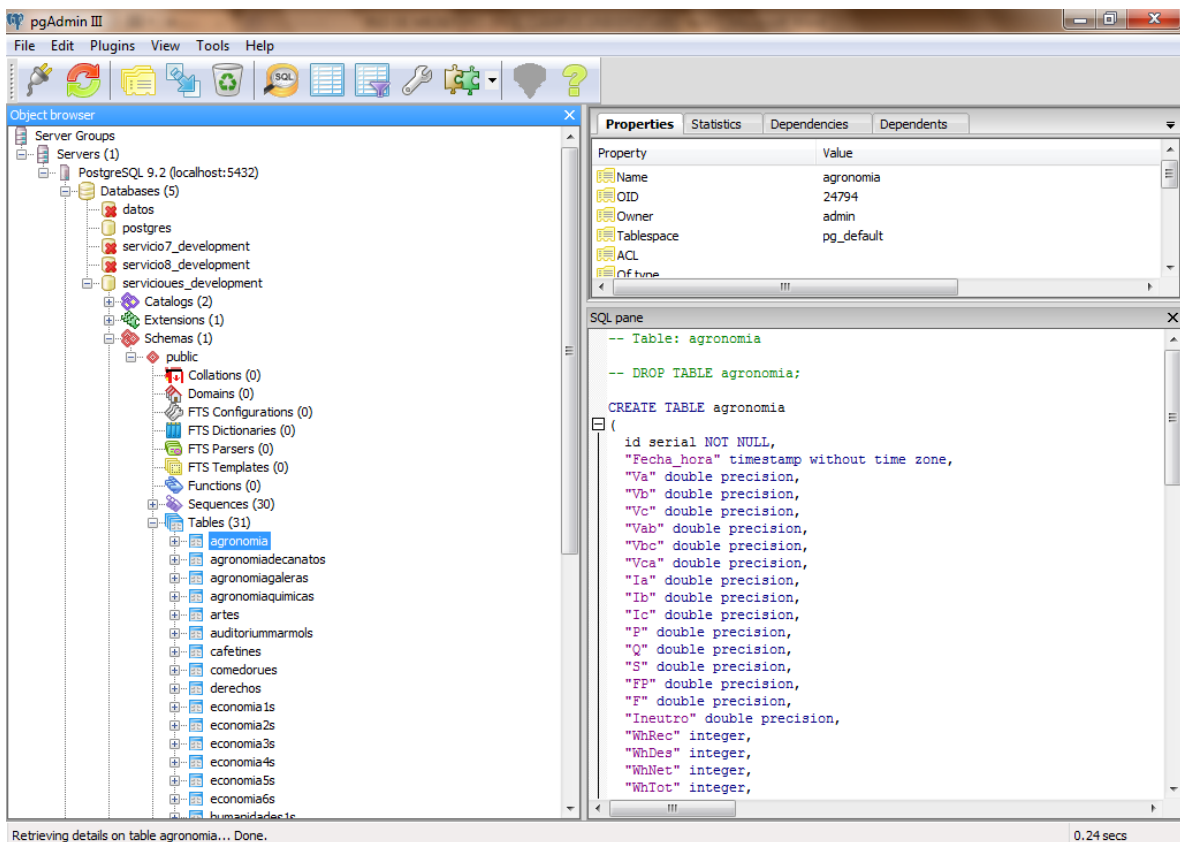 pgAdmin III
File Edit Plugins View Tools Help
SQL
Object browser
Server Groups
Servers (1)
PostgreSQL 9.2 (localhost:5432)
Databases (5)
datos
postgres
servicio7_development
servicio8_development
servicioues_development
Catalogs (2)
Extensions (1)
Schemas (1)
public
Collations (0)
Domains (0)
FTS Configurations (0)
FTS Dictionaries (0)
FTS Parsers (0)
FTS Templates (0)
Functions (0)
Sequences (30)
Tables (31)
agronomia
agronomiadecanatos
agronomiagaleras
agronomiaquimicas
artes
auditoriummarmols
cafetines
comedorues
derechos
economia1s
economia2s
economia3s
economia4s
economia5s
economia6s
humanidades1s
Properties Statistics Dependencies Dependents
Property Value
Name agronomia
OID 24794
Owner admin
Tablespace pg_default
ACL
Of type
SQL pane
-- Table: agronomia
-- DROP TABLE agronomia;
CREATE TABLE agronomia
(
id serial NOT NULL,
"Fecha_hora" timestamp without time zone,
"Va" double precision,
"Vb" double precision,
"Vc" double precision,
"Vab" double precision,
"Vbc" double precision,
"Vca" double precision,
"Ia" double precision,
"Ib" double precision,
"Ic" double precision,
"P" double precision,
"Q" double precision,
"S" double precision,
"FP" double precision,
"F" double precision,
"Ineutro" double precision,
"WhRec" integer,
"WhDes" integer,
"WhNet" integer,
"WhTot" integer,
Retrieving details on table agronomia... Done. 0.24 secs